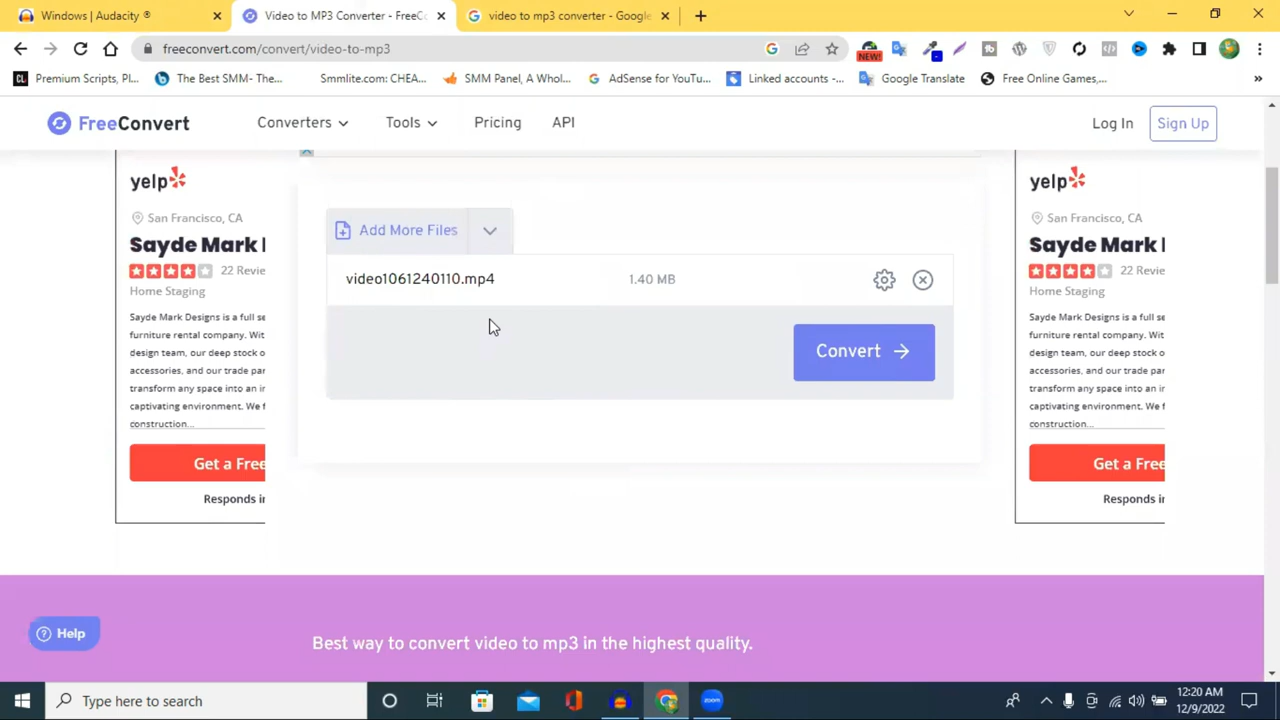 Windows | Audacity ®
Video to MP3 Converter - FreeCo
video to mp3 converter - Google
freeconvert.com/convert/video-to-mp3
NEW!
CL Premium Scripts, Pl...
The Best SMM- The...
Smmlite.com: CHEA...
SMM Panel, A Whol...
AdSense for YouTu...
Linked accounts -...
Google Translate
Free Online Games,...
FreeConvert
Converters
Tools
Pricing
API
Log In
Sign Up
yelp
San Francisco, CA
Sayde Mark
22 Revie
Home Staging
Sayde Mark Designs is a full se
furniture rental company. Wit
design team, our deep stock o
accessories, and our trade par
transform any space into an i
captivating environment. We f
construction...
Get a Free
Responds in
Add More Files
video1061240110.mp4
1.40 MB
Convert
yelp
San Francisco, CA
Sayde Mark
22 Revie
Home Staging
Sayde Mark Designs is a full se
furniture rental company. Wit
design team, our deep stock o
accessories, and our trade par
transform any space into an i
captivating environment. We f
construction...
Get a Free
Responds in
Help
Best way to convert video to mp3 in the highest quality.
Type here to search
zoom
12:20 AM
12/9/2022